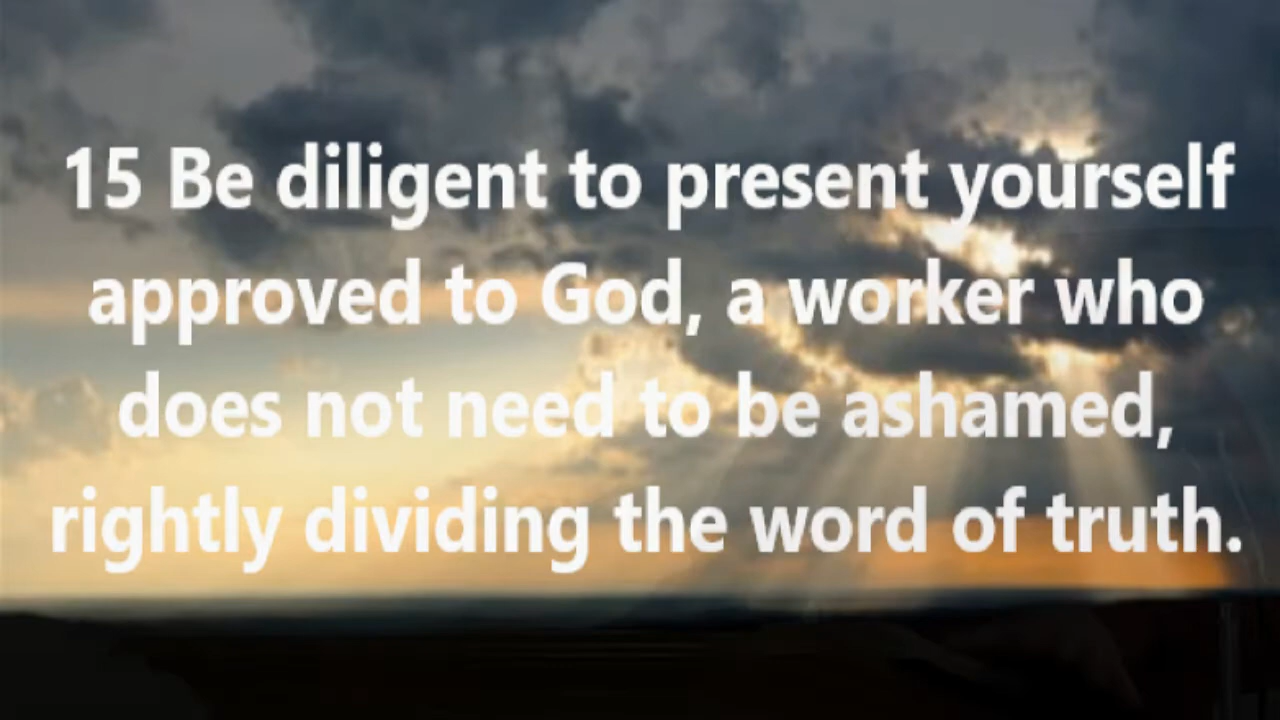 15 Be diligent to present yourself
approved to God, a worker who
does not need to be ashamed,
rightly dividing the word of truth.